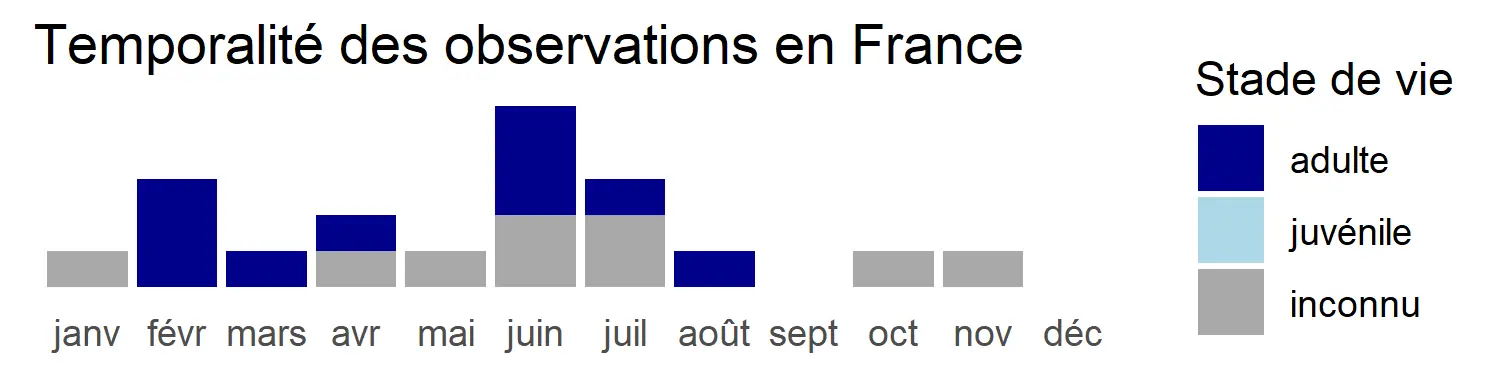 Temporalité des observations en France
Stade de vie
adulte
juvénile
inconnu
janv févr mars avr mai juin juil août sept oct nov déc